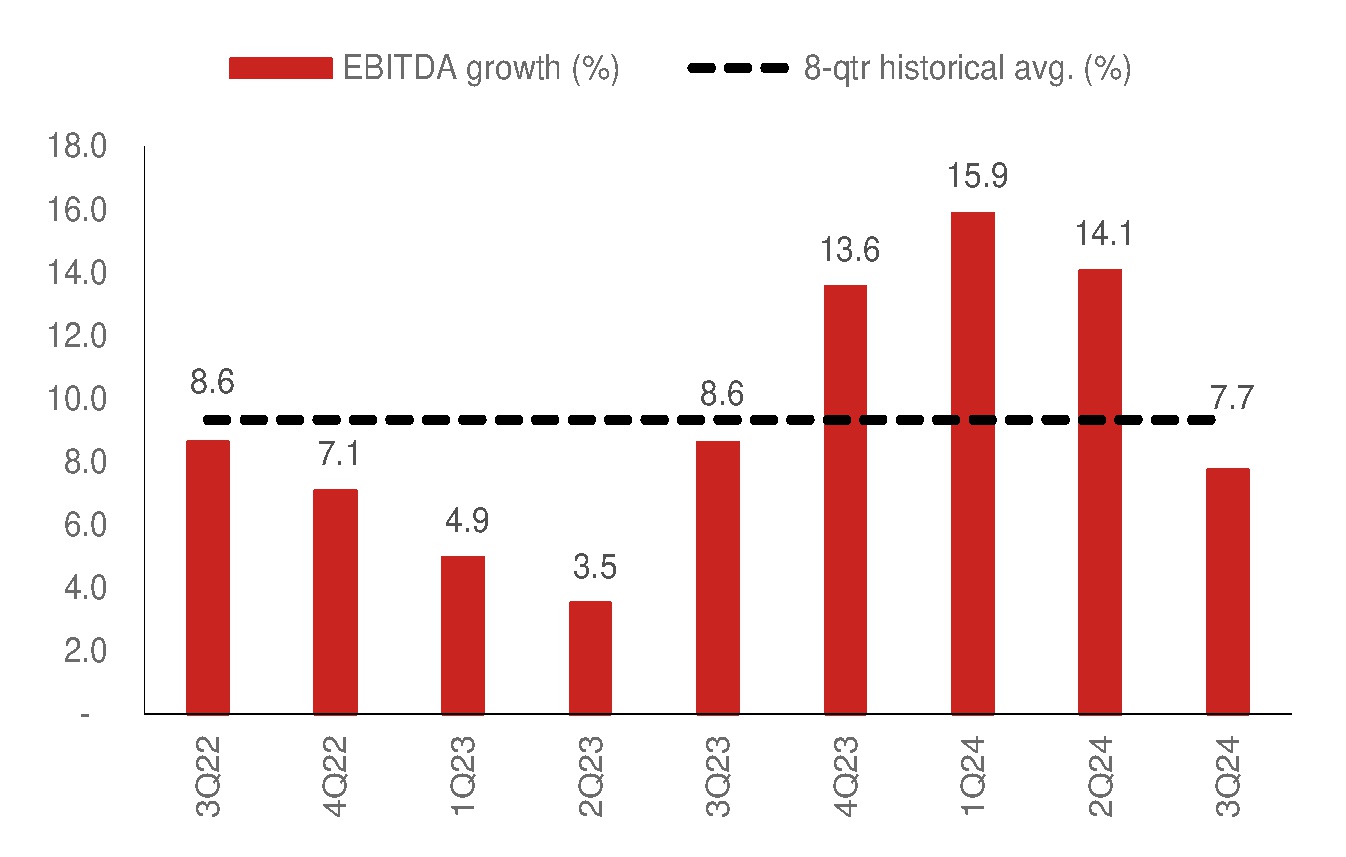 EBITDA growth (%) 8-qtr historical avg. (%)
18.0
16.0
14.0
12.0
10.0
8.0
6.0
4.0
2.0
-
8.6
7.1
4.9
3.5
8.6
13.6
15.9
14.1
7.7
3Q22
4Q22
1Q23
2Q23
3Q23
4Q23
1Q24
2Q24
3Q24